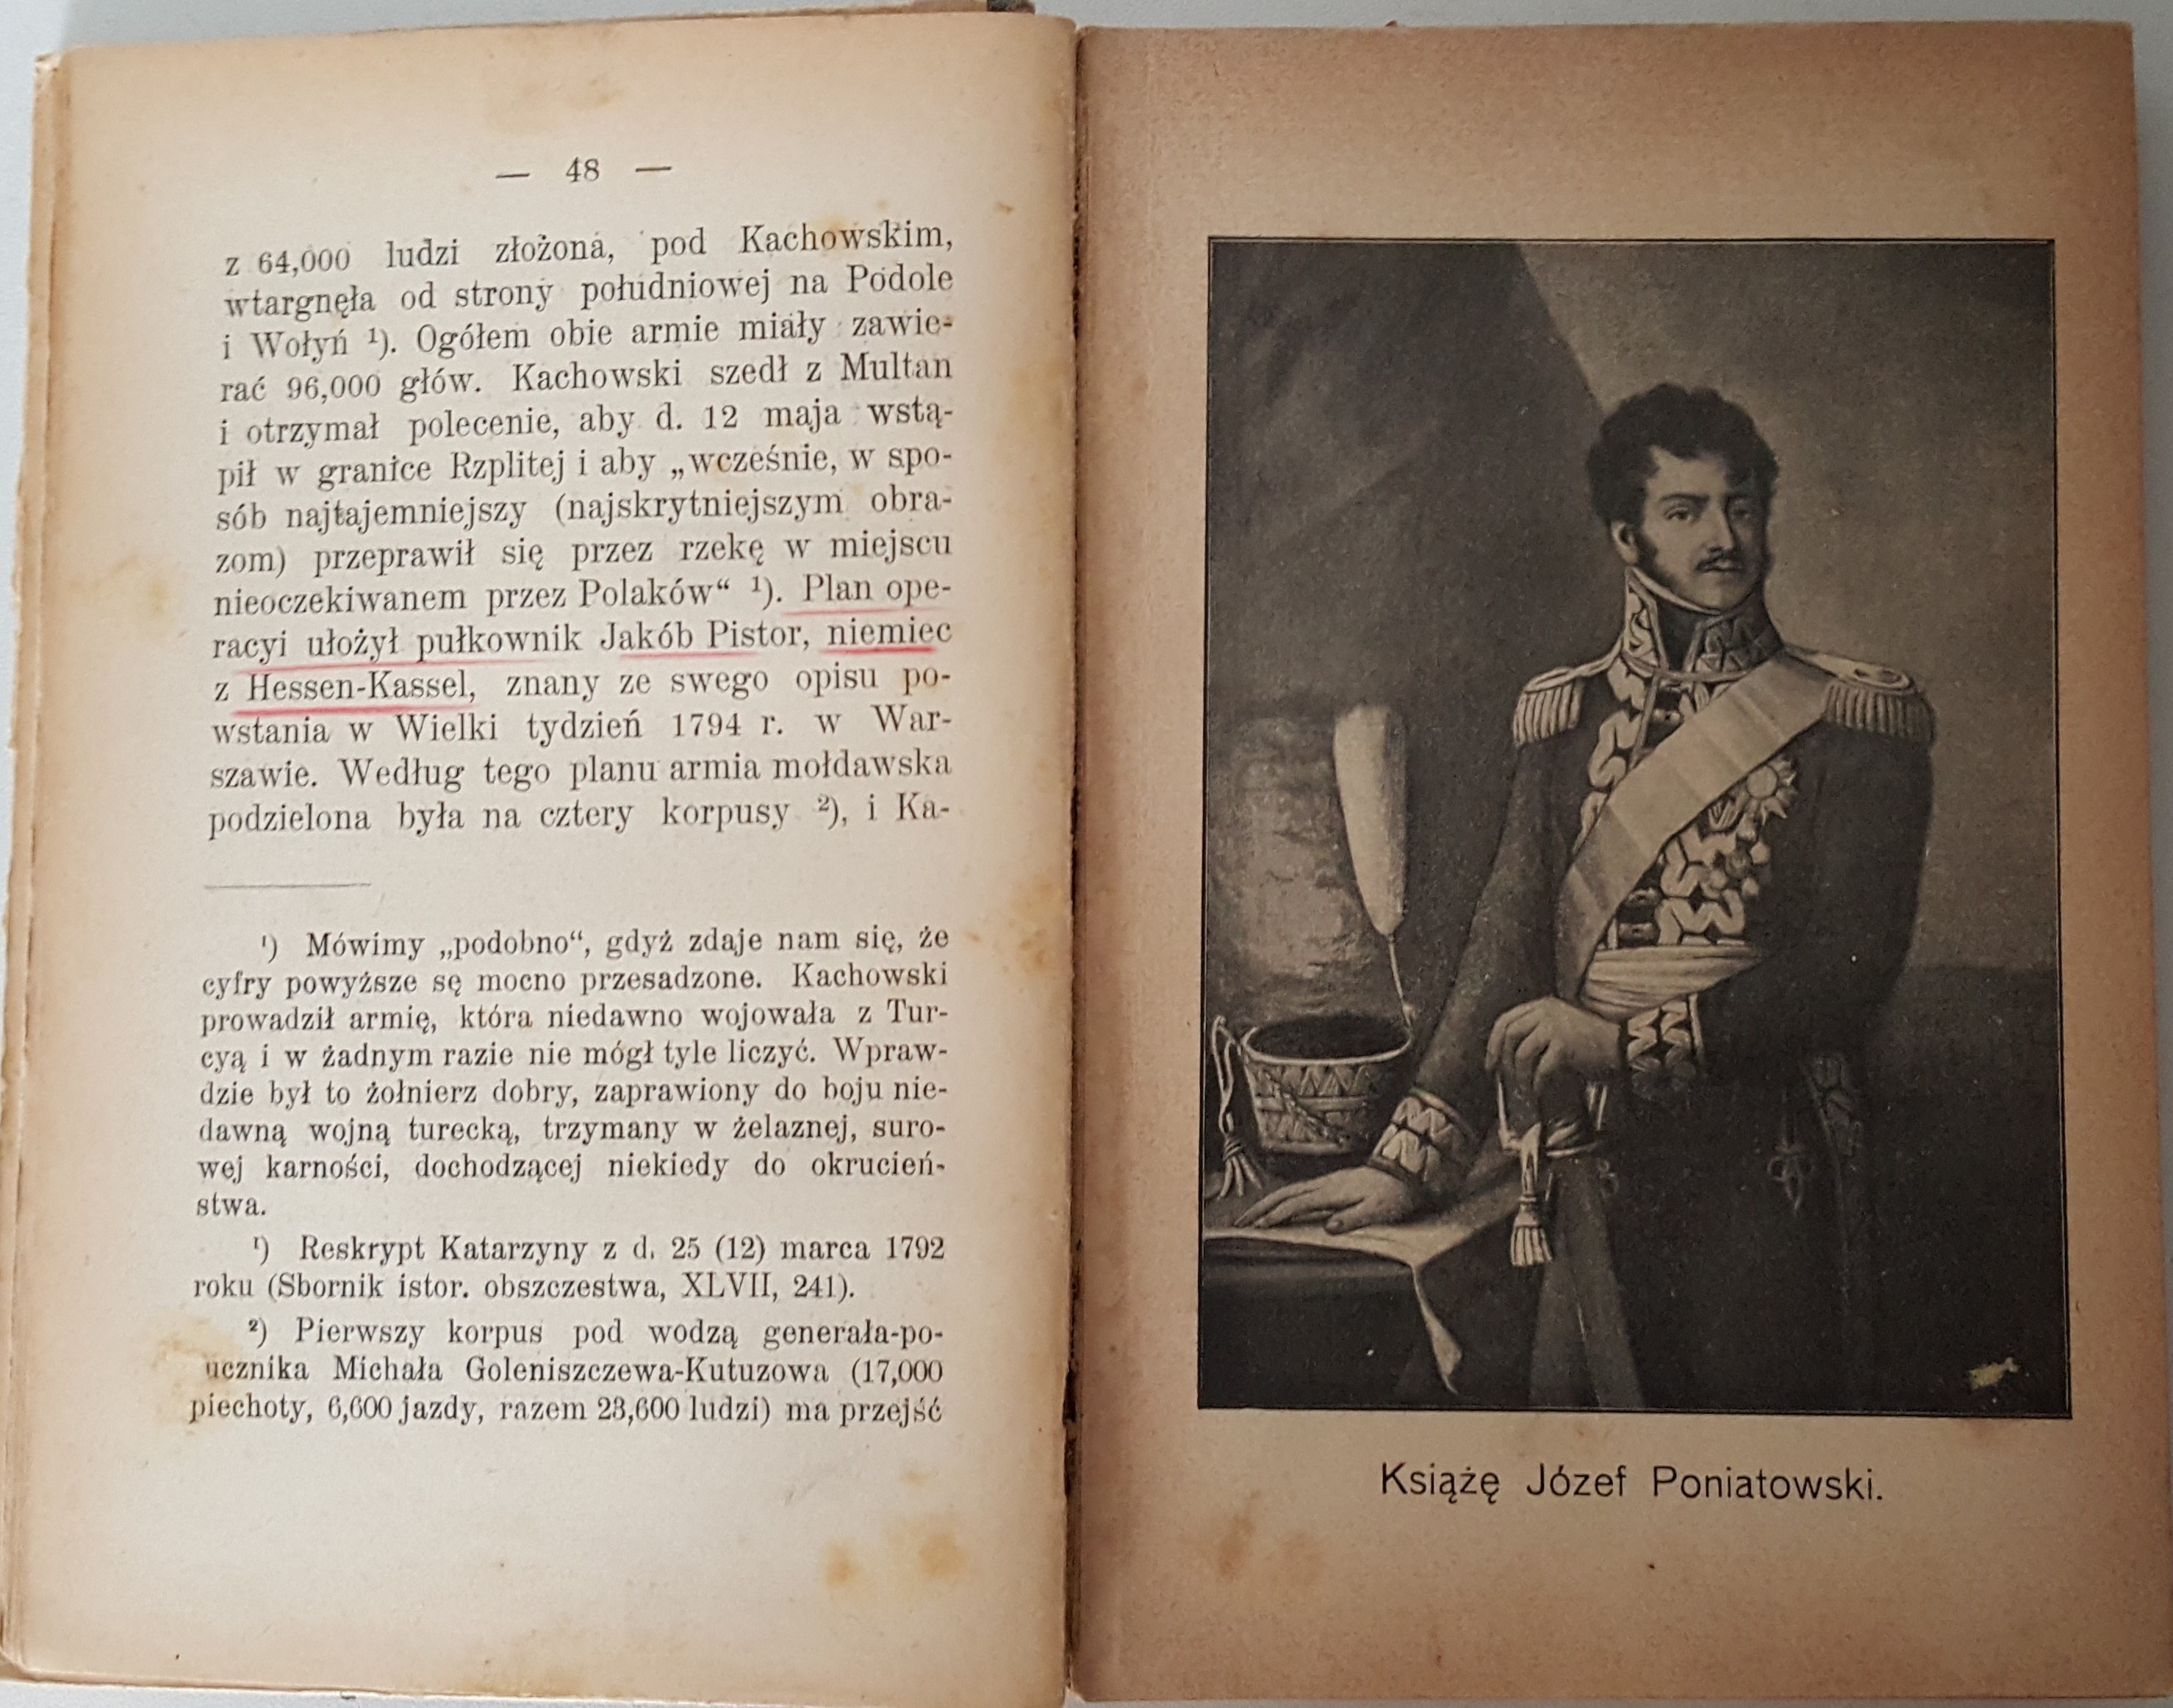 — 48 —
z 64,000 ludzi złożona, pod Kachowskim,
wtargnęła od strony południowej na Podole
i Wołyń ¹). Ogółem obie armie miały zawie-
rać 96,000 głów. Kachowski szedł z Multan
i otrzymał polecenie, aby d. 12 maja wstą-
pił w granice Rzplitej i aby „wcześnie, w spo-
sób najtajemniejszy (najskrytniejszym obra-
zom) przeprawił się przez rzekę w miejscu
nieoczekiwanem przez Polaków“ ¹). Plan ope-
racyi ułożył pułkownik Jakób Pistor, niemiec
z Hessen-Kassel, znany ze swego opisu po-
wstania w Wielki tydzień 1794 r. w War-
szawie. Według tego planu armia mołdawska
podzielona była na cztery korpusy ²), i Ka-
¹) Mówimy „podobno“, gdyż zdaje nam się, że
cyfry powyższe sę mocno przesadzone. Kachowski
prowadził armię, która niedawno wojowała z Tur-
cyą i w żadnym razie nie mógł tyle liczyć. Wpraw-
dzie był to żołnierz dobry, zaprawiony do boju nie-
dawną wojną turecką, trzymany w żelaznej, suro-
wej karności, dochodzącej niekiedy do okrucień-
stwa.
¹) Reskrypt Katarzyny z d. 25 (12) marca 1792
roku (Sbornik istor. obszczestwa, XLVII, 241).
²) Pierwszy korpus pod wodzą generała-po-
ucznika Michała Goleniszczewa-Kutuzowa (17,000
piechoty, 6,600 jazdy, razem 23,600 ludzi) ma przejść
Książę Józef Poniatowski.